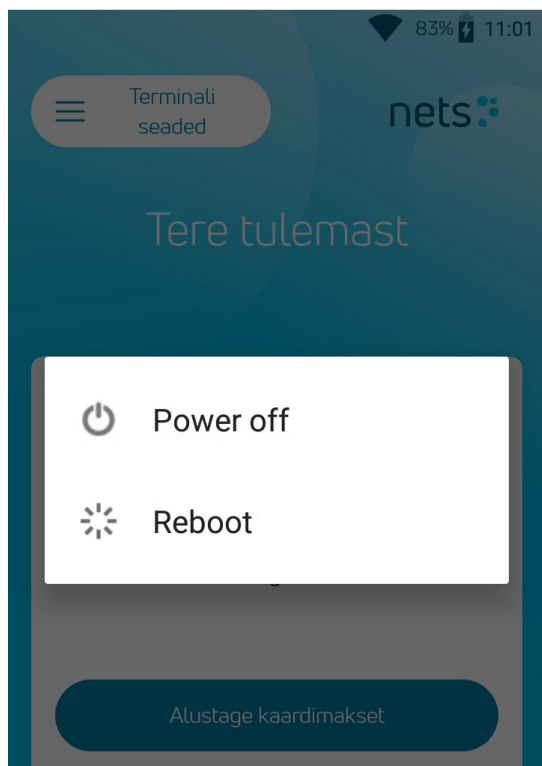 83% 11:01
Terminali
seaded
nets
Tere tulemast
Power off
Reboot
Alustage kaardimakset